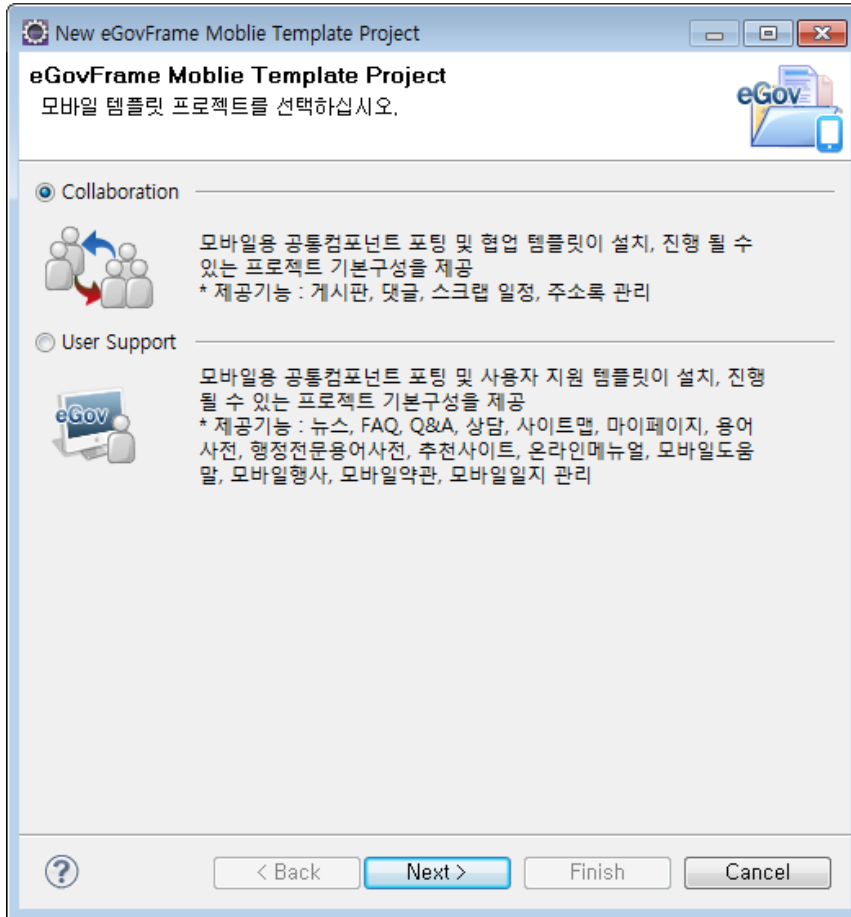 New eGovFrame Moblie Template Project
eGovFrame Moblie Template Project
모바일 템플릿 프로젝트를 선택하십시오.
eGov
Collaboration
모바일용 공통컴포넌트 포팅 및 협업 템플릿이 설치, 진행 될 수
있는 프로젝트 기본구성을 제공
* 제공기능 : 게시판, 댓글, 스크랩 일정, 주소록 관리
User Support
eGov
모바일용 공통컴포넌트 포팅 및 사용자 지원 템플릿이 설치, 진행
될 수 있는 프로젝트 기본구성을 제공
* 제공기능 : 뉴스, FAQ, Q&A, 상담, 사이트맵, 마이페이지, 용어
사전, 행정전문용어사전, 추천사이트, 온라인메뉴얼, 모바일도움
말, 모바일행사, 모바일약관, 모바일일지 관리
?
< Back
Next >
Finish
Cancel